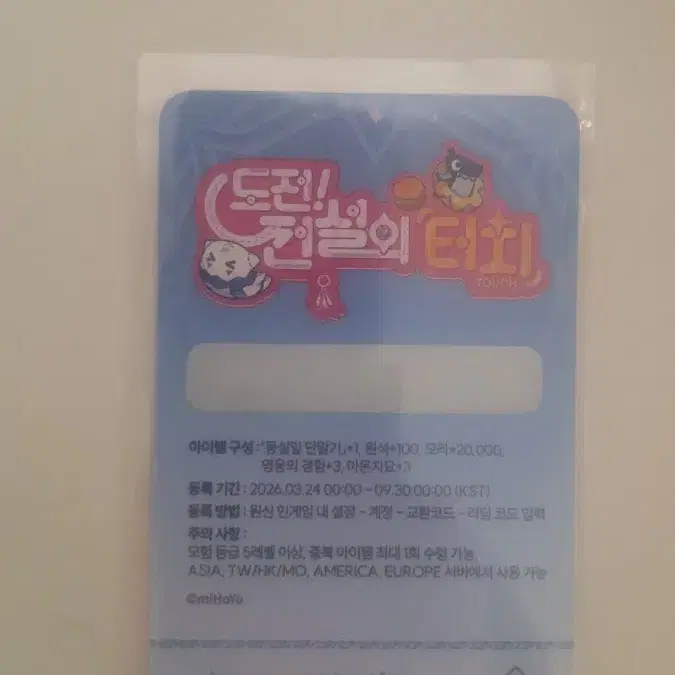 도전!
전설의 터치
TOUCH
아이템 구성 : 「둥실밀 단말기」*1, 원석*100, 모라*20,000,
영웅의 경험*3, 마론치요*3
등록 기간 : 2026.03.24 00:00 ~ 09.30 00:00 (KST)
등록 방법 : 원신 인게임 내 설정 - 계정 - 교환코드 - 리딤 코드 입력
주의 사항 :
모험 등급 5레벨 이상, 중복 아이템 최대 1회 수령 가능,
ASIA, TW/HK/MO, AMERICA, EUROPE 서버에서 사용 가능
©miHoYo